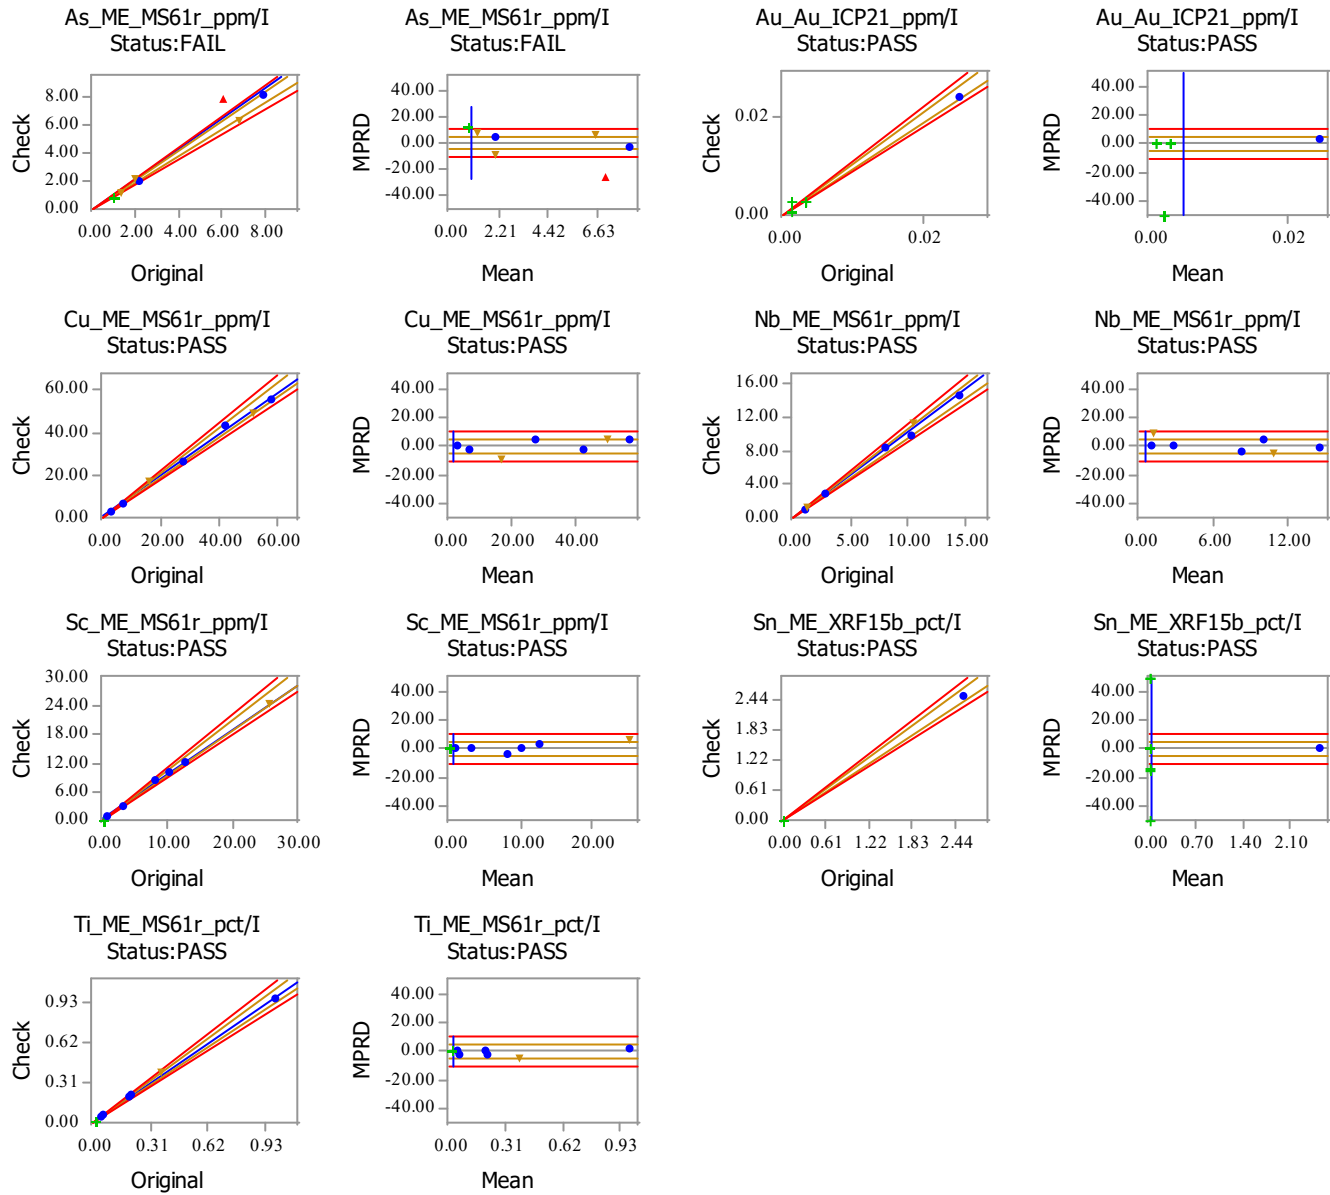 As_ME_MS61r_ppm/I
Status:FAIL
Check
8.00
6.00
4.00
2.00
0.00
0.00 2.00 4.00 6.00 8.00
Original
As_ME_MS61r_ppm/I
Status:FAIL
MPRD
40.00
20.00
0.00
-20.00
-40.00
0.00 2.21 4.42 6.63
Mean
Au_Au_ICP21_ppm/I
Status:PASS
Check
0.02
0.00
0.00 0.02
Original
Au_Au_ICP21_ppm/I
Status:PASS
MPRD
40.00
20.00
0.00
-20.00
-40.00
0.00 0.02
Mean
Cu_ME_MS61r_ppm/I
Status:PASS
Check
60.00
40.00
20.00
0.00
0.00 20.00 40.00 60.00
Original
Cu_ME_MS61r_ppm/I
Status:PASS
MPRD
40.00
20.00
0.00
-20.00
-40.00
0.00 20.00 40.00
Mean
Nb_ME_MS61r_ppm/I
Status:PASS
Check
16.00
12.00
8.00
4.00
0.00
0.00 5.00 10.00 15.00
Original
Nb_ME_MS61r_ppm/I
Status:PASS
MPRD
40.00
20.00
0.00
-20.00
-40.00
0.00 6.00 12.00
Mean
Sc_ME_MS61r_ppm/I
Status:PASS
Check
30.00
24.00
18.00
12.00
6.00
0.00
0.00 10.00 20.00 30.00
Original
Sc_ME_MS61r_ppm/I
Status:PASS
MPRD
40.00
20.00
0.00
-20.00
-40.00
0.00 10.00 20.00
Mean
Sn_ME_XRF15b_pct/I
Status:PASS
Check
2.44
1.83
1.22
0.61
0.00
0.00 0.61 1.22 1.83 2.44
Original
Sn_ME_XRF15b_pct/I
Status:PASS
MPRD
40.00
20.00
0.00
-20.00
-40.00
0.00 0.70 1.40 2.10
Mean
Ti_ME_MS61r_pct/I
Status:PASS
Check
0.93
0.62
0.31
0.00
0.00 0.31 0.62 0.93
Original
Ti_ME_MS61r_pct/I
Status:PASS
MPRD
40.00
20.00
0.00
-20.00
-40.00
0.00 0.31 0.62 0.93
Mean